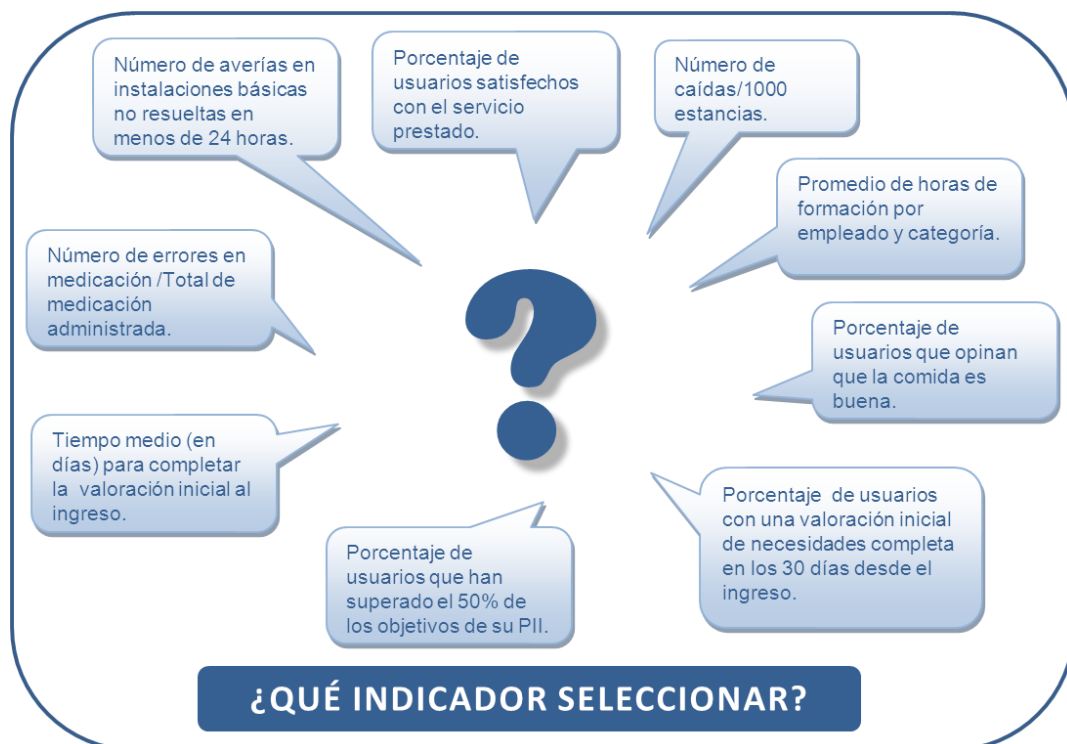 Número de averías en
instalaciones básicas
no resueltas en
menos de 24 horas.
Porcentaje de
usuarios satisfechos
con el servicio
prestado.
Número de
caídas/1000
estancias.
Promedio de horas de
formación por
empleado y categoría.
Número de errores en
medicación /Total de
medicación
administrada.
?
Porcentaje de
usuarios que opinan
que la comida es
buena.
Tiempo medio (en
días) para completar
la valoración inicial al
ingreso.
Porcentaje de usuarios
con una valoración inicial
de necesidades completa
en los 30 días desde el
ingreso.
Porcentaje de
usuarios que han
superado el 50% de
los objetivos de su PII.
¿QUÉ INDICADOR SELECCIONAR?